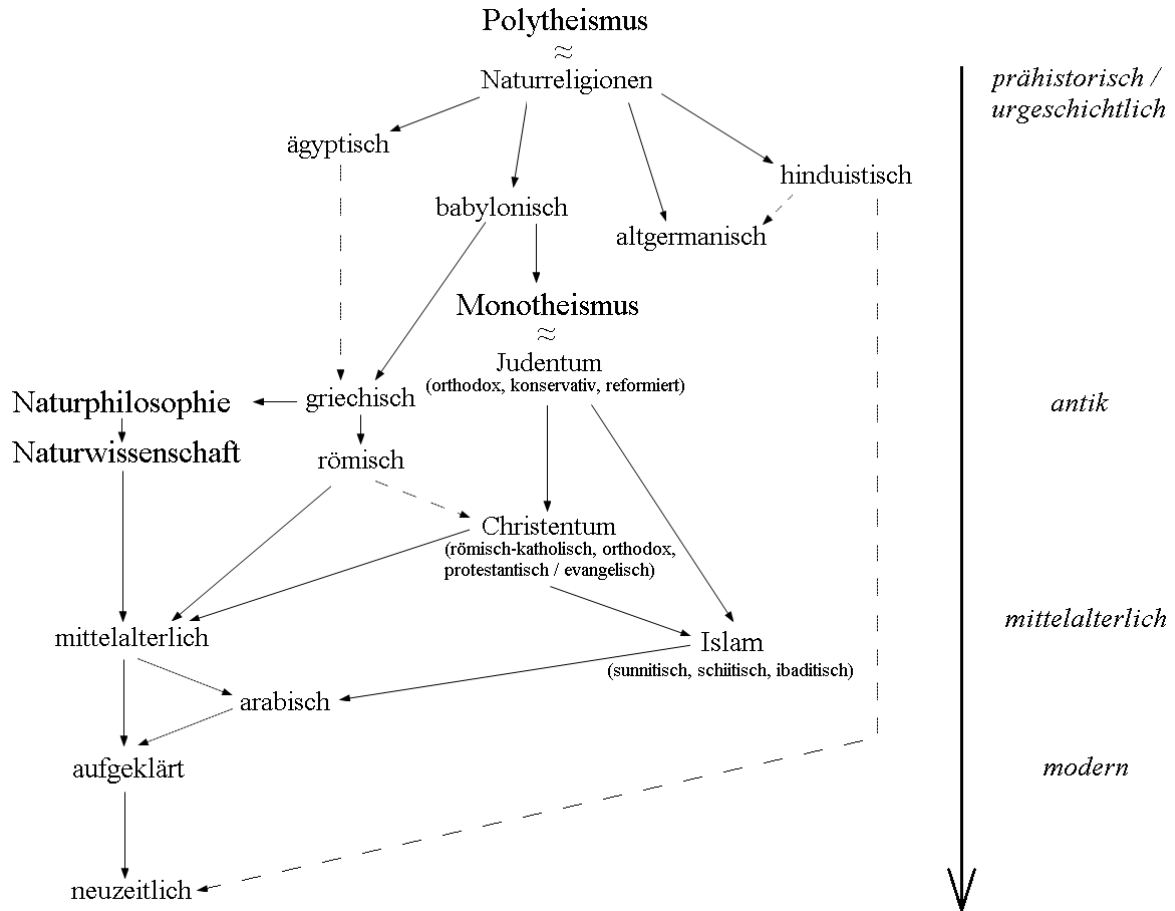 Polytheismus
≈
Naturreligionen
prähistorisch /
urgeschichtlich
ägyptisch
hinduistisch
babylonisch
altgermanisch
Monotheismus
≈
Judentum
(orthodox, konservativ, reformiert)
Naturphilosophie
griechisch
antik
Naturwissenschaft
römisch
Christentum
(römisch-katholisch, orthodox,
protestantisch / evangelisch)
mittelalterlich
mittelalterlich
Islam
(sunnitisch, schiitisch, ibaditisch)
arabisch
aufgeklärt
modern
neuzeitlich